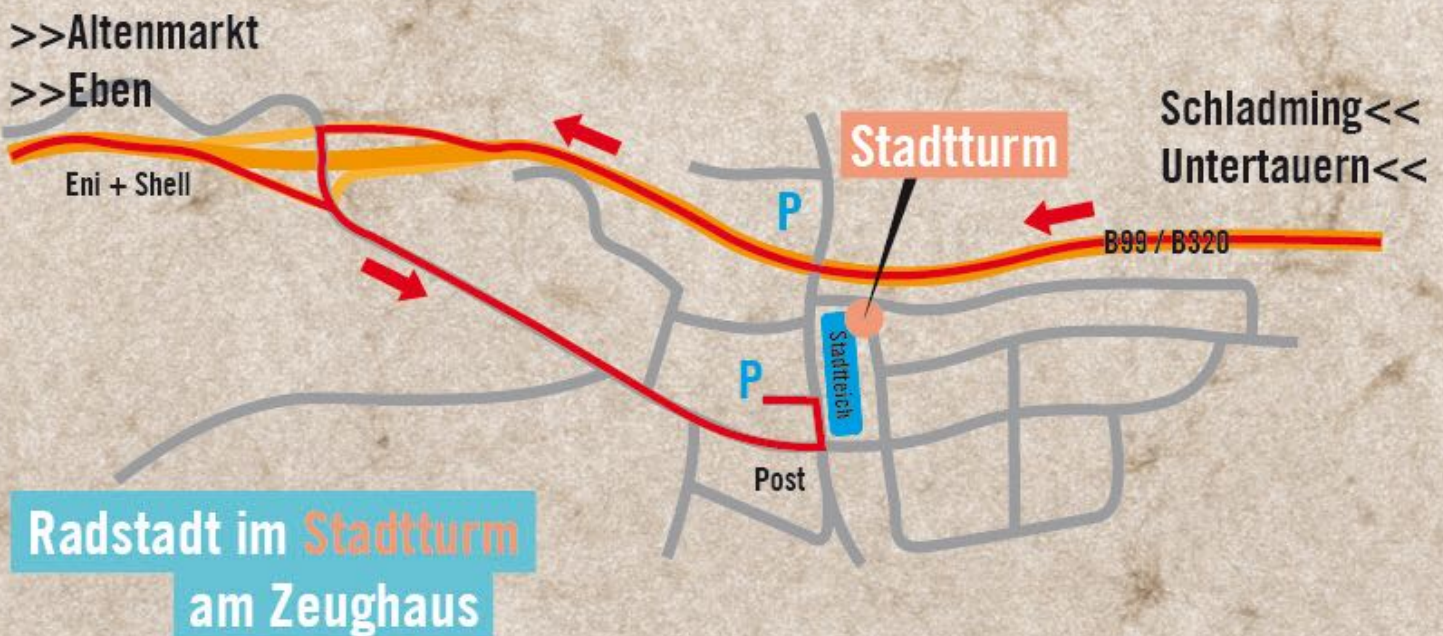 >>Altenmarkt
>>Eben
Eni + Shell
Schladming<<
Untertauern<<
Stadtturm
P
B99 / B320
Stadtteich
P
Post
Radstadt im Stadtturm
am Zeughaus